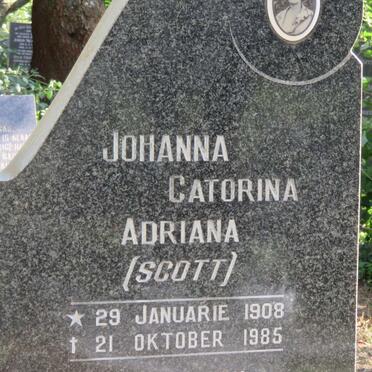 JOHANNA
CATORINA
ADRIANA
(SCOTT)
★ 29 JANUARIE 1908
† 21 OKTOBER 1985